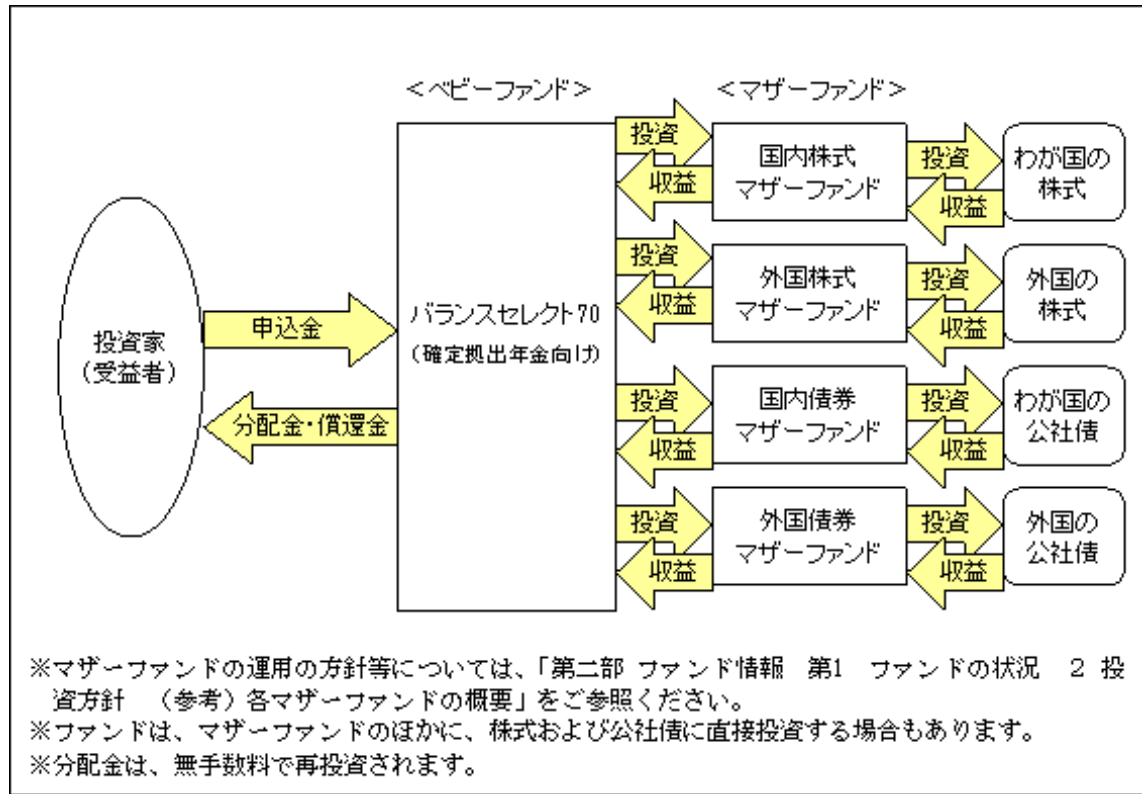 ＜ベビーファンド＞
＜マザーファンド＞
投資家
（受益者）
申込金
分配金・償還金
バランスセレクト70
（確定拠出年金向け）
投資
収益
国内株式
マザーファンド
投資
収益
わが国の
株式
投資
収益
外国株式
マザーファンド
投資
収益
外国の
株式
投資
収益
国内債券
マザーファンド
投資
収益
わが国の
公社債
投資
収益
外国債券
マザーファンド
投資
収益
外国の
公社債
※マザーファンドの運用の方針等については、「第二部 ファンド情報　第1　ファンドの状況　2 投
資方針　（参考）各マザーファンドの概要」をご参照ください。
※ファンドは、マザーファンドのほかに、株式および公社債に直接投資する場合もあります。
※分配金は、無手数料で再投資されます。